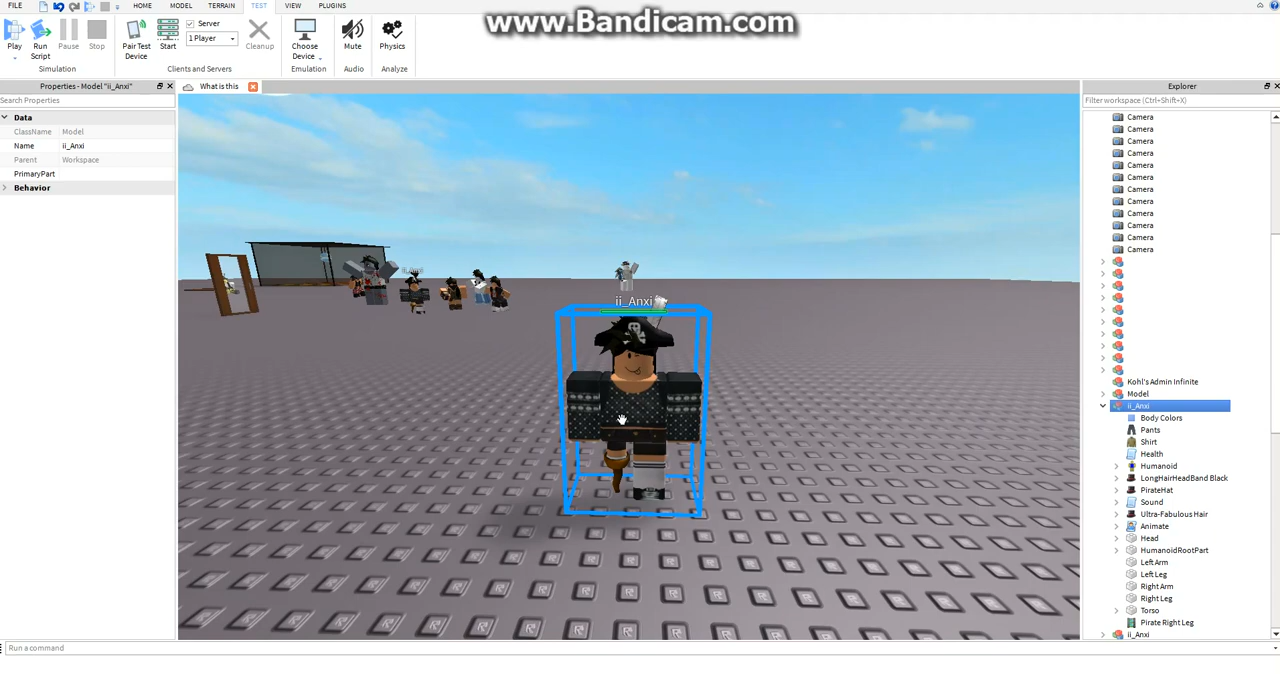 www.Bandicam.com
FILE HOME MODEL TERRAIN TEST VIEW PLUGINS
Play Run Script Pause Stop Pair Test Device Start Server 1 Player Cleanup Choose Device Mute Physics
Simulation Clients and Servers Emulation Audio Analyze
Properties - Model "ii_Anxi"
Search Properties
Data
ClassName Model
Name ii_Anxi
Parent Workspace
PrimaryPart
Behavior
What is this
ii_Anxi
Explorer
Filter workspace (Ctrl+Shift+X)
Camera
Camera
Camera
Camera
Camera
Camera
Camera
Camera
Camera
Camera
Camera
Camera
Kohl's Admin Infinite
Model
ii_Anxi
Body Colors
Pants
Shirt
Health
Humanoid
LongHairHeadBand Black
PirateHat
Sound
Ultra-Fabulous Hair
Animate
Head
HumanoidRootPart
Left Arm
Left Leg
Right Arm
Right Leg
Torso
Pirate Right Leg
ii_Anxi
Run a command